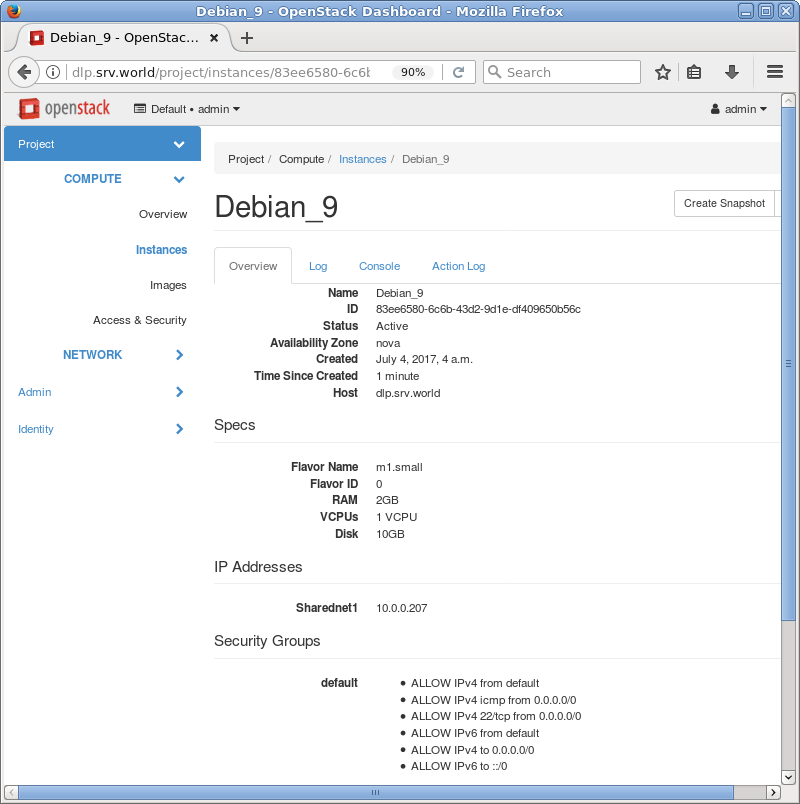 Debian_9 - OpenStack Dashboard - Mozilla Firefox
Debian_9 - OpenStac...
dlp.srv.world/project/instances/83ee6580-6c6b 90% Search
openstack Default • admin admin
Project
Project / Compute / Instances / Debian_9
COMPUTE
Overview
Instances
Images
Access & Security
NETWORK
Admin
Identity
Debian_9
Create Snapshot
Overview Log Console Action Log
Name Debian_9
ID 83ee6580-6c6b-43d2-9d1e-df409650b56c
Status Active
Availability Zone nova
Created July 4, 2017, 4 a.m.
Time Since Created 1 minute
Host dlp.srv.world
Specs
Flavor Name m1.small
Flavor ID 0
RAM 2GB
VCPUs 1 VCPU
Disk 10GB
IP Addresses
Sharednet1 10.0.0.207
Security Groups
default • ALLOW IPv4 from default
• ALLOW IPv4 icmp from 0.0.0.0/0
• ALLOW IPv4 22/tcp from 0.0.0.0/0
• ALLOW IPv6 from default
• ALLOW IPv4 to 0.0.0.0/0
• ALLOW IPv6 to ::/0